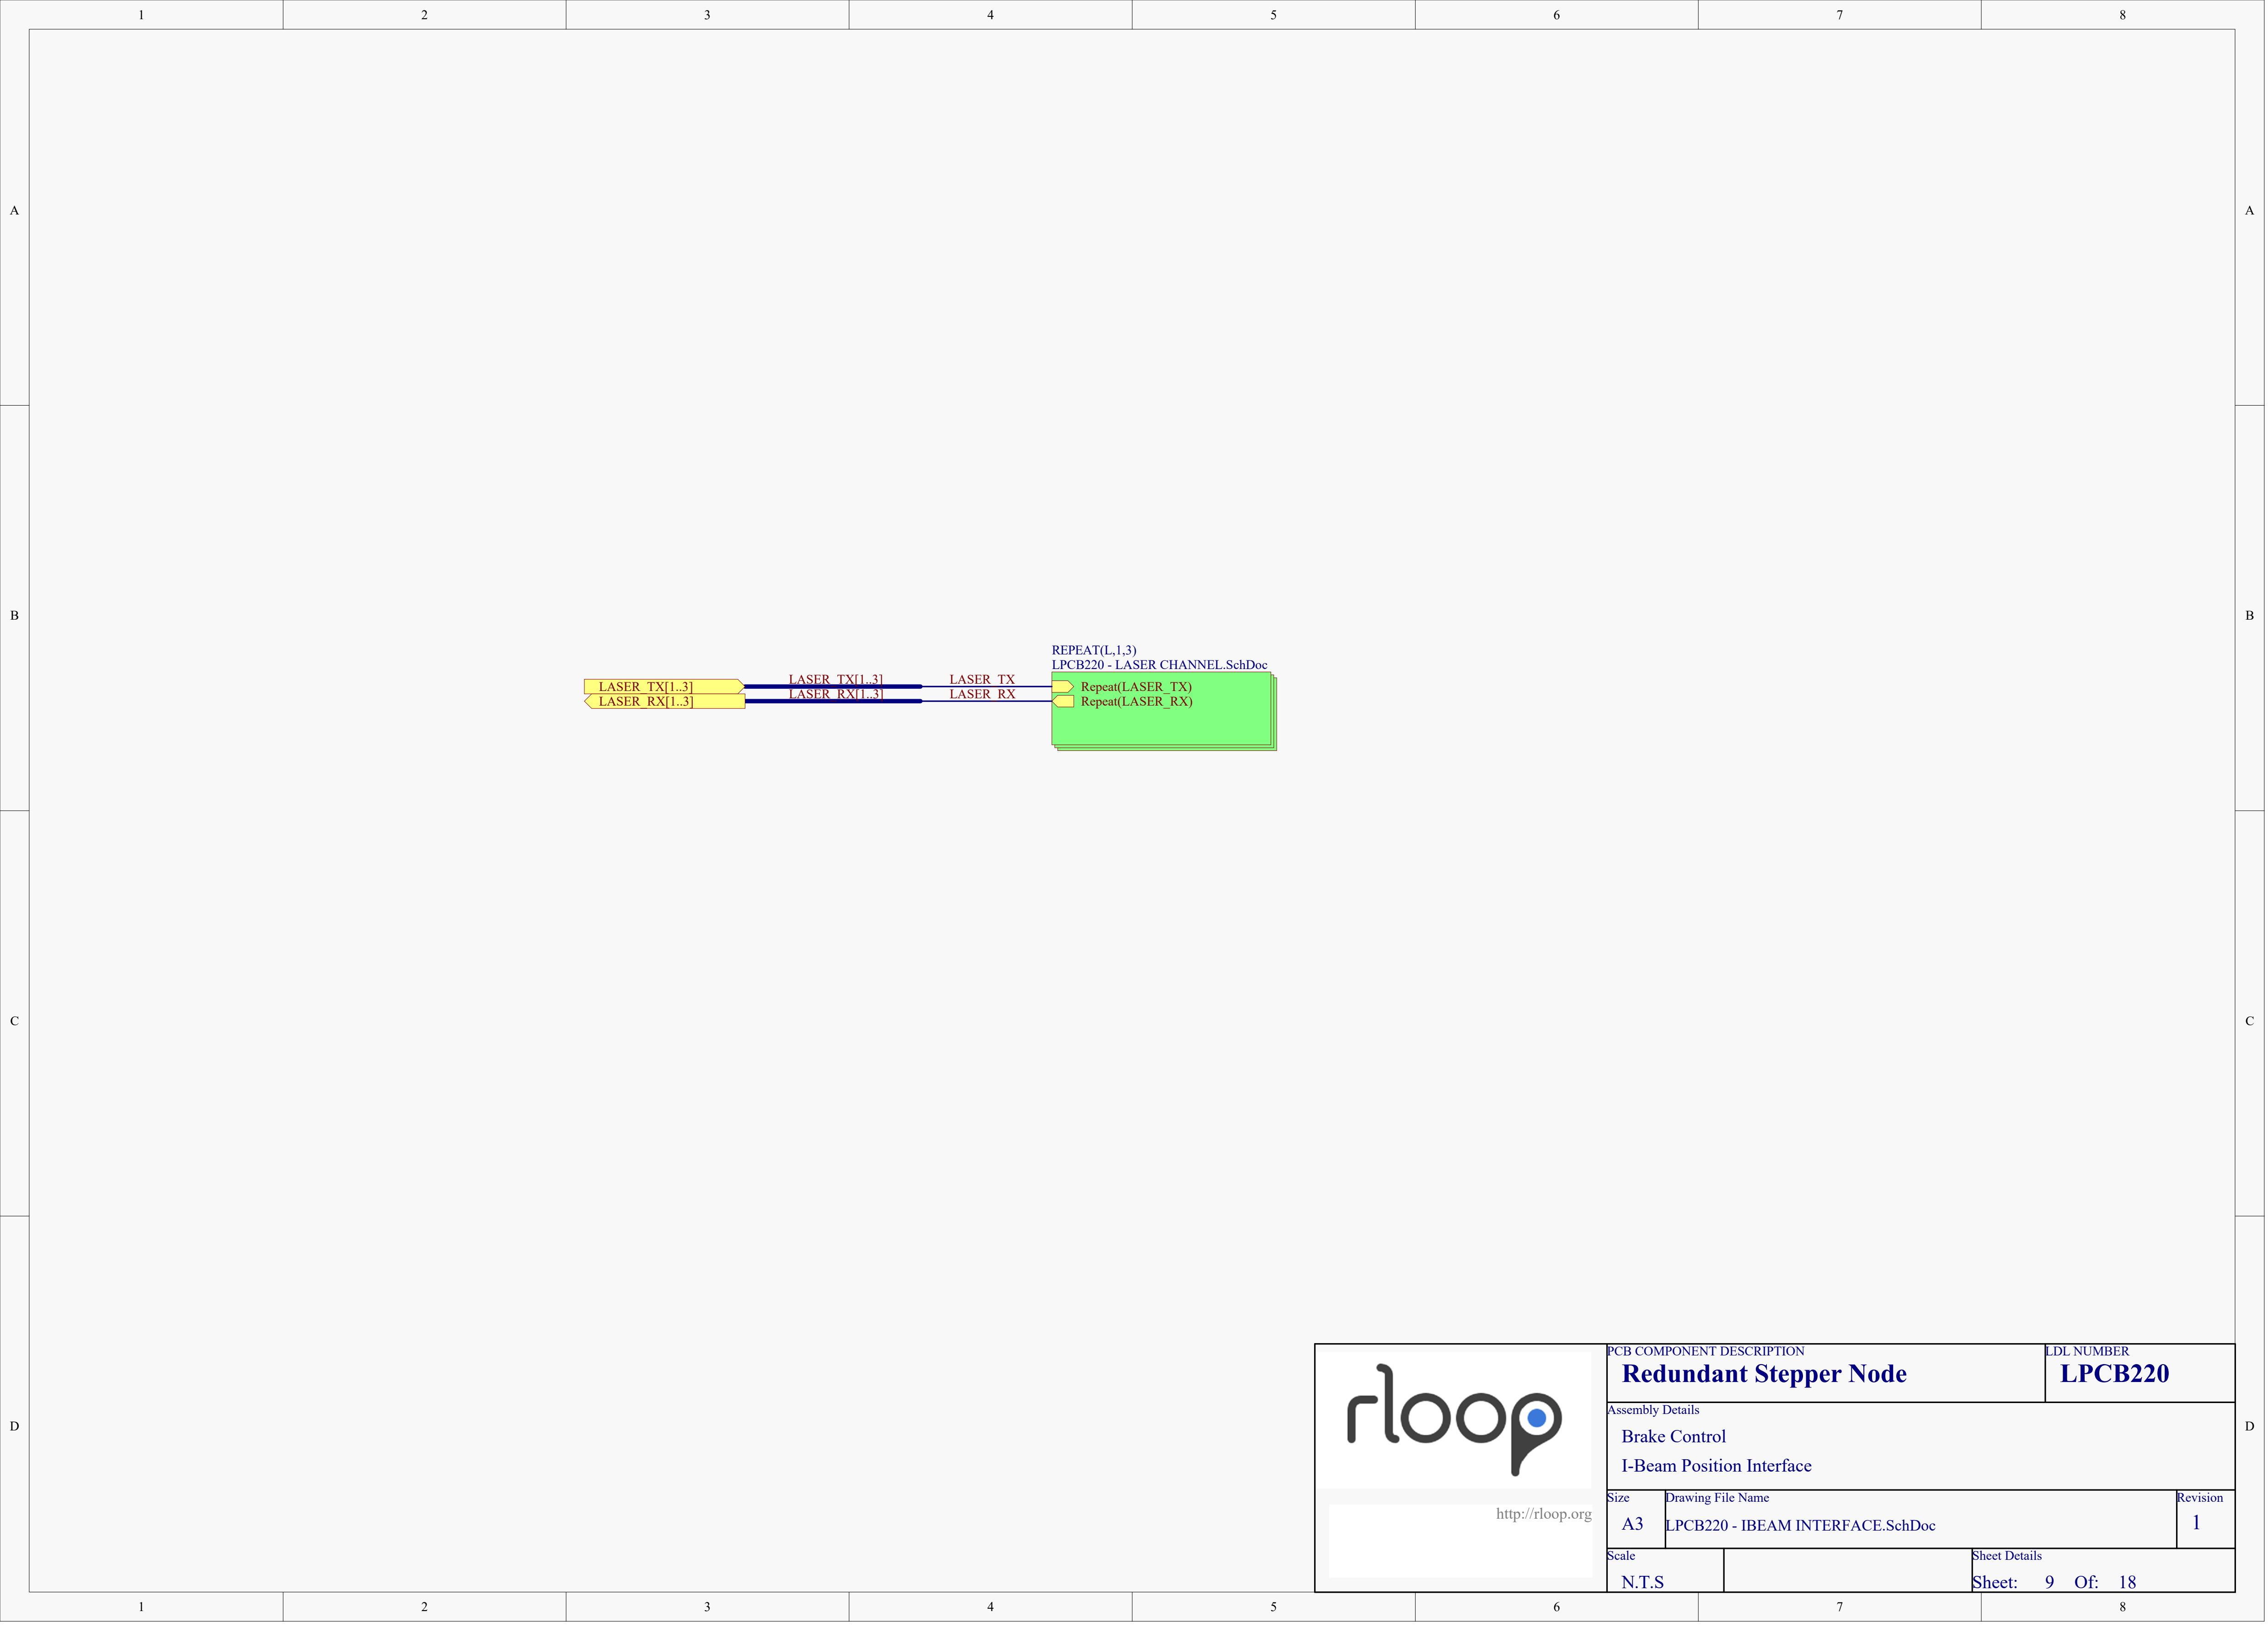 1 2 3 4 5 6 7 8
A A
B B
REPEAT(L,1,3)
LPCB220 - LASER CHANNEL.SchDoc
LASER_TX[1..3] LASER_TX[1..3] LASER_TX Repeat(LASER_TX)
LASER_RX[1..3] LASER_RX[1..3] LASER_RX Repeat(LASER_RX)
C C
D D
rloop
http://rloop.org
PCB COMPONENT DESCRIPTION
Redundant Stepper Node
LDL NUMBER
LPCB220
Assembly Details
Brake Control
I-Beam Position Interface
Size
A3
Drawing File Name
LPCB220 - IBEAM INTERFACE.SchDoc
Revision
1
Scale
N.T.S
Sheet Details
Sheet: 9 Of: 18
1 2 3 4 5 6 7 8